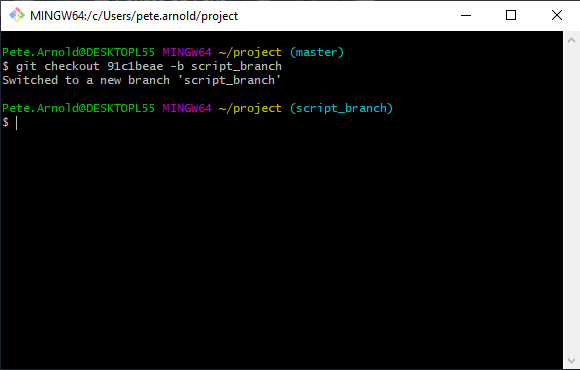 MINGW64:/c/Users/pete.arnold/project
Pete.Arnold@DESKTOPL55 MINGW64 ~/project (master)
$ git checkout 91c1beae -b script_branch
Switched to a new branch 'script_branch'
Pete.Arnold@DESKTOPL55 MINGW64 ~/project (script_branch)
$